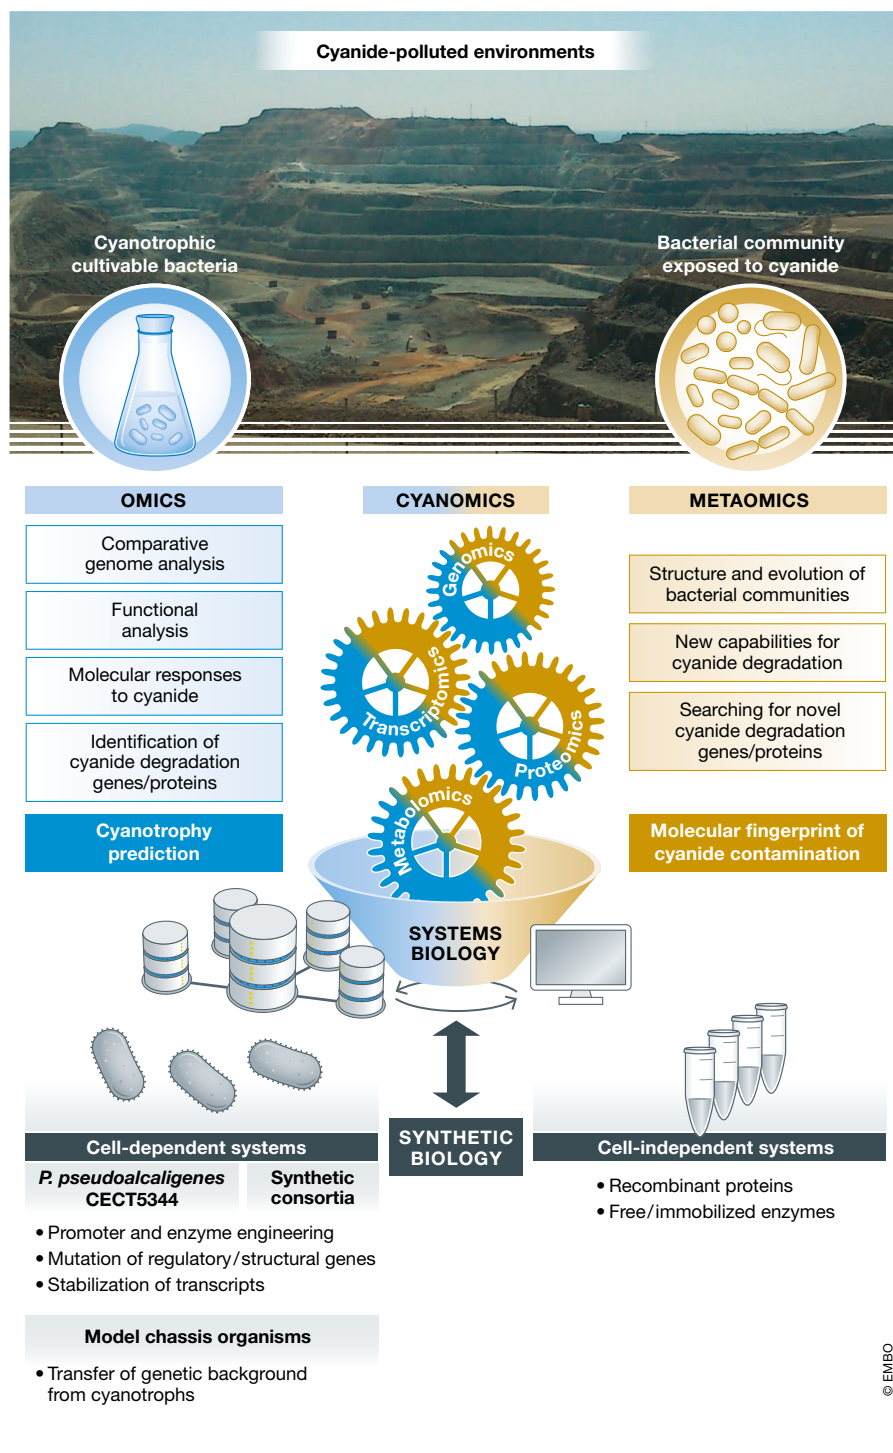 Cyanide-polluted environments
Cyanotrophic
cultivable bacteria
Bacterial community
exposed to cyanide
OMICS
Comparative
genome analysis
Functional
analysis
Molecular responses
to cyanide
Identification of
cyanide degradation
genes/proteins
Cyanotrophy
prediction
CYANOMICS
Genomics
Transcriptomics
Proteomics
Metabolomics
METAOMICS
Structure and evolution of
bacterial communities
New capabilities for
cyanide degradation
Searching for novel
cyanide degradation
genes/proteins
Molecular fingerprint of
cyanide contamination
SYSTEMS
BIOLOGY
SYNTHETIC
BIOLOGY
Cell-dependent systems
P. pseudoalcaligenes
CECT5344
Synthetic
consortia
• Promoter and enzyme engineering
• Mutation of regulatory/structural genes
• Stabilization of transcripts
Model chassis organisms
• Transfer of genetic background
from cyanotrophs
Cell-independent systems
• Recombinant proteins
• Free/immobilized enzymes
© EMBO